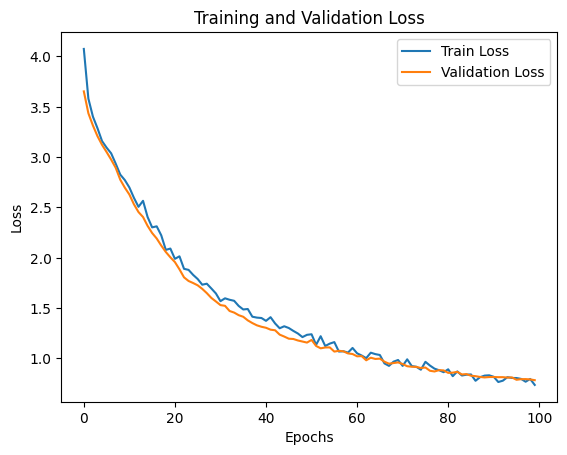 Training and Validation Loss
Train Loss
Validation Loss
4.0
3.5
3.0
2.5
2.0
1.5
1.0
Loss
0 20 40 60 80 100
Epochs